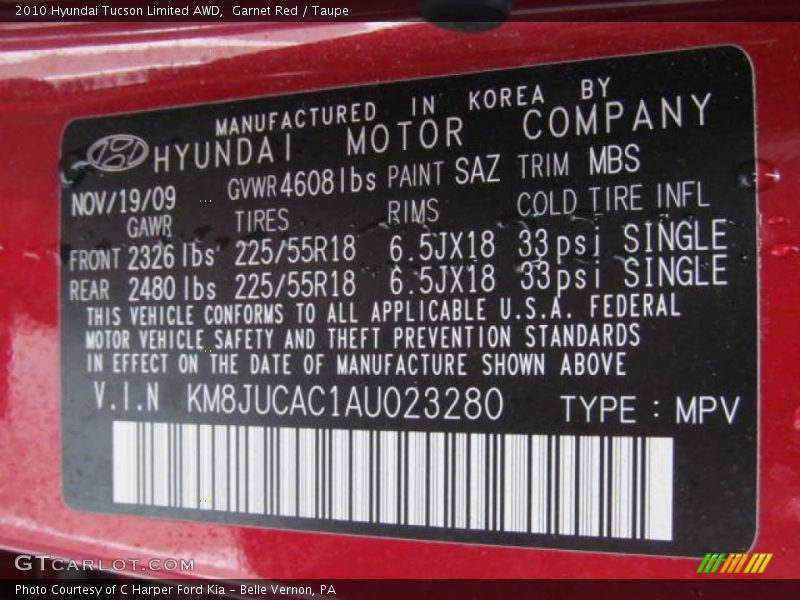 2010 Hyundai Tucson Limited AWD,  Garnet Red / Taupe
MANUFACTURED IN KOREA BY
HYUNDAI MOTOR COMPANY
NOV/19/09 GVWR 4608 lbs PAINT SAZ TRIM MBS
GAWR TIRES RIMS COLD TIRE INFL
FRONT 2326 lbs 225/55R18 6.5JX18 33psi SINGLE
REAR 2480 lbs 225/55R18 6.5JX18 33psi SINGLE
THIS VEHICLE CONFORMS TO ALL APPLICABLE U.S.A. FEDERAL
MOTOR VEHICLE SAFETY AND THEFT PREVENTION STANDARDS
IN EFFECT ON THE DATE OF MANUFACTURE SHOWN ABOVE
V.I.N KM8JUCAC1AU023280 TYPE : MPV
GTcarlot.com
Photo Courtesy of C Harper Ford Kia - Belle Vernon, PA